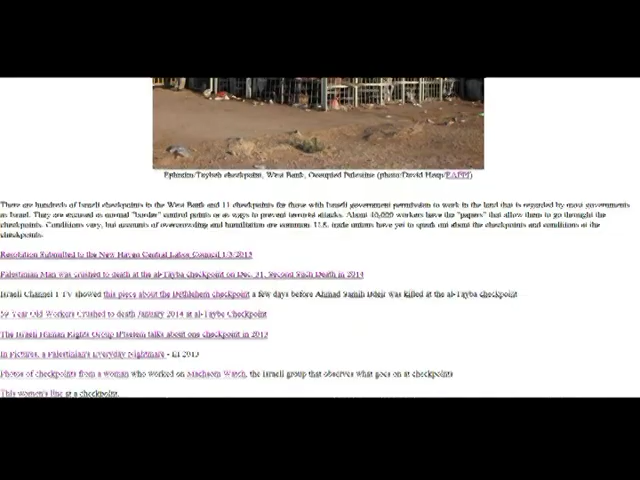 Ephraim/Taybeh checkpoint, West Bank, Occupied Palestine (photo:David Heap/EAPPI)
There are hundreds of Israeli checkpoints in the West Bank and 11 checkpoints for those with Israeli government permission to work in the land that is regarded by most governments
as Israel. They are excused as normal "border" control points or as ways to prevent terrorist attacks. About 40,000 workers have the "papers" that allow them to go throught the
checkpoints. Conditions vary, but accounts of overcrowding and humiliation are common. U.S. trade unions have yet to speak out about the checkpoints and conditions at the
checkpoints.
Resolution Submitted to the New Haven Central Labor Council 1/3/2015
Palestinian Man was crushed to death at the al-Tayba checkpoint on Dec. 31, Second Such Death in 2014
Israeli Channel 1 TV showed this piece about the Bethlehem checkpoint a few days before Ahmad Samih Bdeir was killed at the al-Tayba checkpoint
59 Year Old Workers Crushed to death January 2014 at al-Taybe Checkpoint
The Israeli Human Rights Group B'tselem talks about one checkpoint in 2013
In Pictures, a Palestinian's Everyday Nightmare - EI 2013
Photos of checkpoints from a woman who worked on Machsom Watch, the Israeli group that observes what goes on at checkpoints
This women's line at a checkpoint.